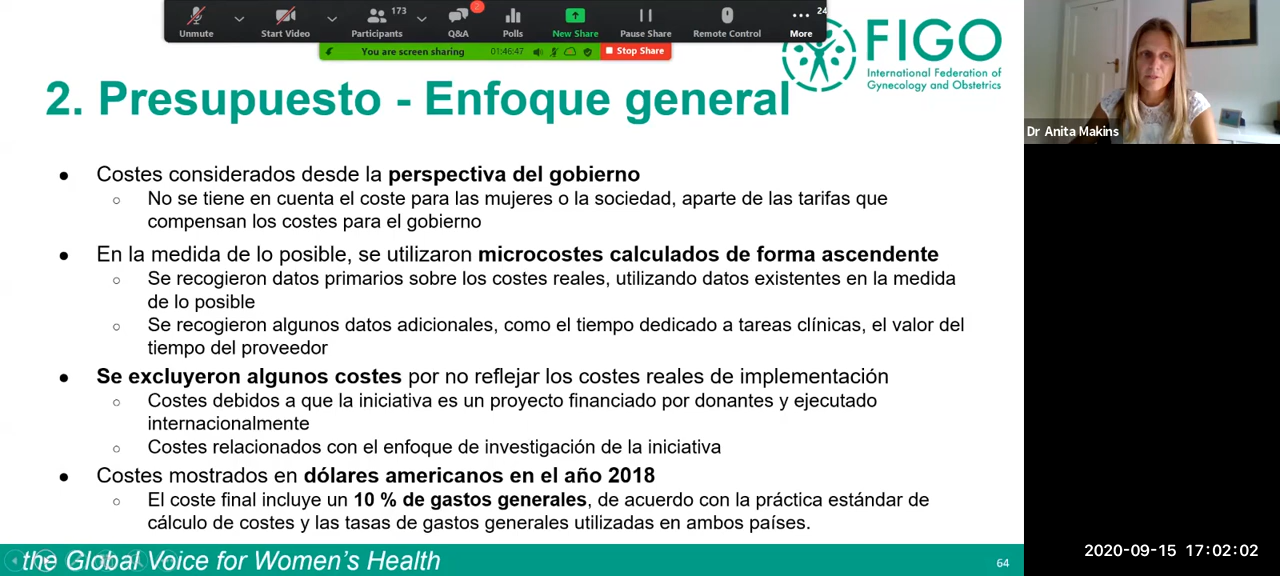 173
24
Unmute
Start Video
Participants
Q&A
Polls
New Share
Pause Share
Remote Control
More
You are screen sharing
01:46:47
Stop Share
FIGO
International Federation of
Gynecology and Obstetrics
Dr Anita Makins
2. Presupuesto - Enfoque general
● Costes considerados desde la perspectiva del gobierno
○ No se tiene en cuenta el coste para las mujeres o la sociedad, aparte de las tarifas que
compensan los costes para el gobierno
● En la medida de lo posible, se utilizaron microcostes calculados de forma ascendente
○ Se recogieron datos primarios sobre los costes reales, utilizando datos existentes en la medida
de lo posible
○ Se recogieron algunos datos adicionales, como el tiempo dedicado a tareas clínicas, el valor del
tiempo del proveedor
● Se excluyeron algunos costes por no reflejar los costes reales de implementación
○ Costes debidos a que la iniciativa es un proyecto financiado por donantes y ejecutado
internacionalmente
○ Costes relacionados con el enfoque de investigación de la iniciativa
● Costes mostrados en dólares americanos en el año 2018
○ El coste final incluye un 10 % de gastos generales, de acuerdo con la práctica estándar de
cálculo de costes y las tasas de gastos generales utilizadas en ambos países.
the Global Voice for Women's Health
64
2020-09-15 17:02:02